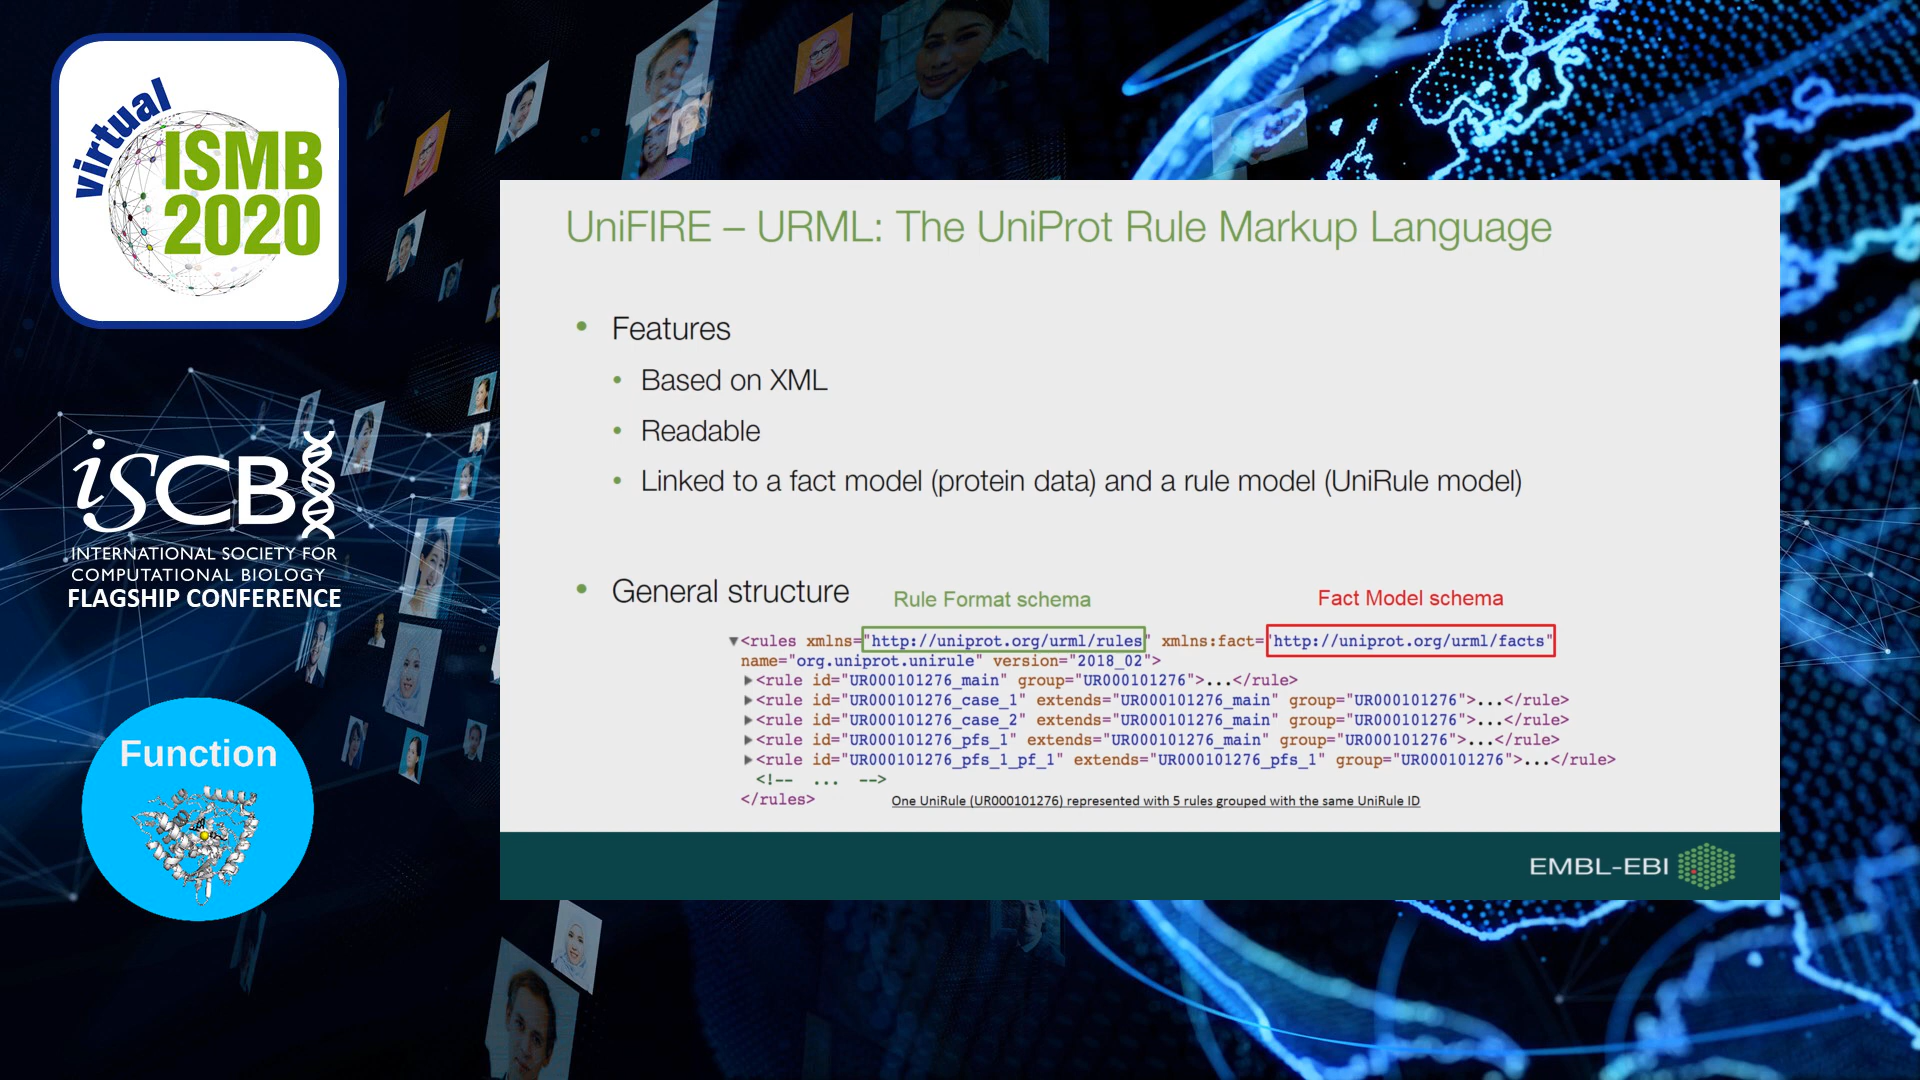 virtual
ISMB
2020
iSCB
INTERNATIONAL SOCIETY FOR
COMPUTATIONAL BIOLOGY
FLAGSHIP CONFERENCE
Function
UniFIRE – URML: The UniProt Rule Markup Language
• Features
• Based on XML
• Readable
• Linked to a fact model (protein data) and a rule model (UniRule model)
• General structure
Rule Format schema
Fact Model schema
▼<rules xmlns="http://uniprot.org/urml/rules" xmlns:fact="http://uniprot.org/urml/facts"
name="org.uniprot.unirule" version="2018_02">
▶<rule id="UR000101276_main" group="UR000101276">...</rule>
▶<rule id="UR000101276_case_1" extends="UR000101276_main" group="UR000101276">...</rule>
▶<rule id="UR000101276_case_2" extends="UR000101276_main" group="UR000101276">...</rule>
▶<rule id="UR000101276_pfs_1" extends="UR000101276_main" group="UR000101276">...</rule>
▶<rule id="UR000101276_pfs_1_pf_1" extends="UR000101276_pfs_1" group="UR000101276">...</rule>
<!-- ... -->
</rules>
One UniRule (UR000101276) represented with 5 rules grouped with the same UniRule ID
EMBL-EBI